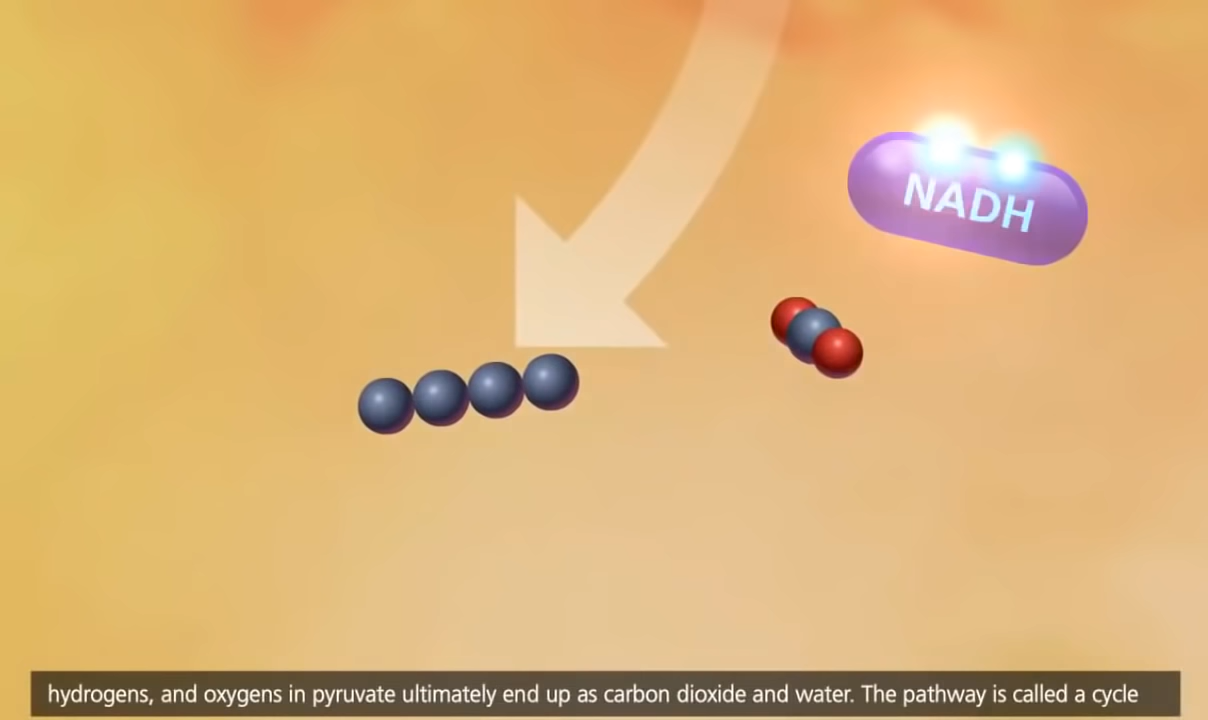 NADH
hydrogens, and oxygens in pyruvate ultimately end up as carbon dioxide and water. The pathway is called a cycle